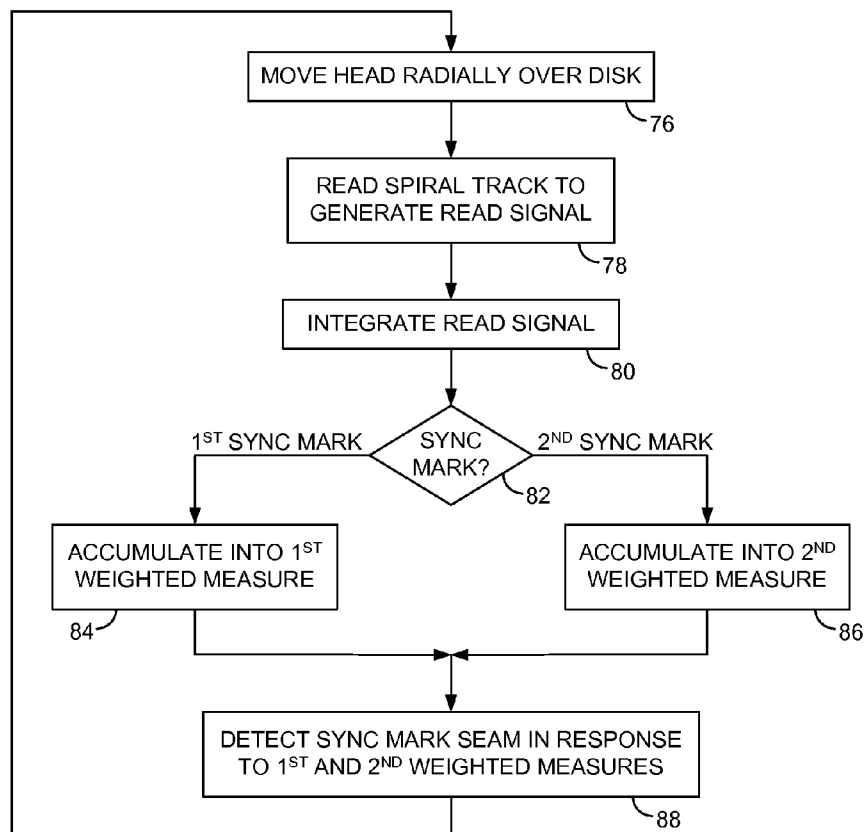 MOVE HEAD RADIALLY OVER DISK
76
READ SPIRAL TRACK TO
GENERATE READ SIGNAL
78
INTEGRATE READ SIGNAL
80
1ST SYNC MARK
SYNC
MARK?
2ND SYNC MARK
82
ACCUMULATE INTO 1ST
WEIGHTED MEASURE
84
ACCUMULATE INTO 2ND
WEIGHTED MEASURE
86
DETECT SYNC MARK SEAM IN RESPONSE
TO 1ST AND 2ND WEIGHTED MEASURES
88